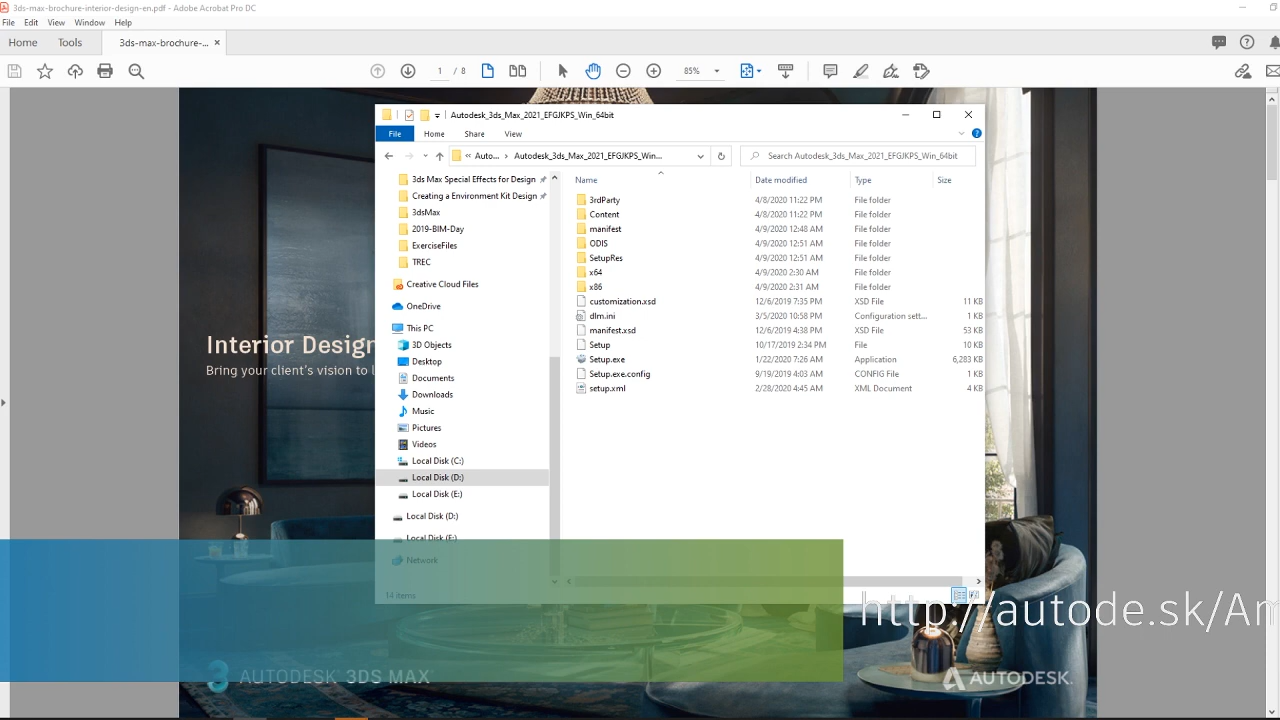 3ds-max-brochure-interior-design-en.pdf - Adobe Acrobat Pro DC
File Edit View Window Help
Home Tools 3ds-max-brochure-... ×
1 / 8 85%
Autodesk_3ds_Max_2021_EFGJKPS_Win_64bit
File Home Share View
« Auto... › Autodesk_3ds_Max_2021_EFGJKPS_Win... Search Autodesk_3ds_Max_2021_EFGJKPS_Win_64bit
3ds Max Special Effects for Design
Creating a Environment Kit Design
3dsMax
2019-BIM-Day
ExerciseFiles
TREC
Creative Cloud Files
OneDrive
This PC
3D Objects
Desktop
Documents
Downloads
Music
Pictures
Videos
Local Disk (C:)
Local Disk (D:)
Local Disk (E:)
Local Disk (D:)
Local Disk (E:)
Network
14 items
Name Date modified Type Size
3rdParty 4/8/2020 11:22 PM File folder
Content 4/8/2020 11:22 PM File folder
manifest 4/9/2020 12:48 AM File folder
ODIS 4/9/2020 12:51 AM File folder
SetupRes 4/9/2020 12:51 AM File folder
x64 4/9/2020 2:30 AM File folder
x86 4/9/2020 2:31 AM File folder
customization.xsd 12/6/2019 7:35 PM XSD File 11 KB
dlm.ini 3/5/2020 10:58 PM Configuration sett... 1 KB
manifest.xsd 12/6/2019 4:38 PM XSD File 53 KB
Setup 10/17/2019 2:34 PM File 10 KB
Setup.exe 1/22/2020 7:26 AM Application 6,283 KB
Setup.exe.config 9/19/2019 4:03 AM CONFIG File 1 KB
setup.xml 2/28/2020 4:45 AM XML Document 4 KB
Interior Design
Bring your client's vision to l
http://autode.sk/Am
3 AUTODESK® 3DS MAX®
AUTODESK.